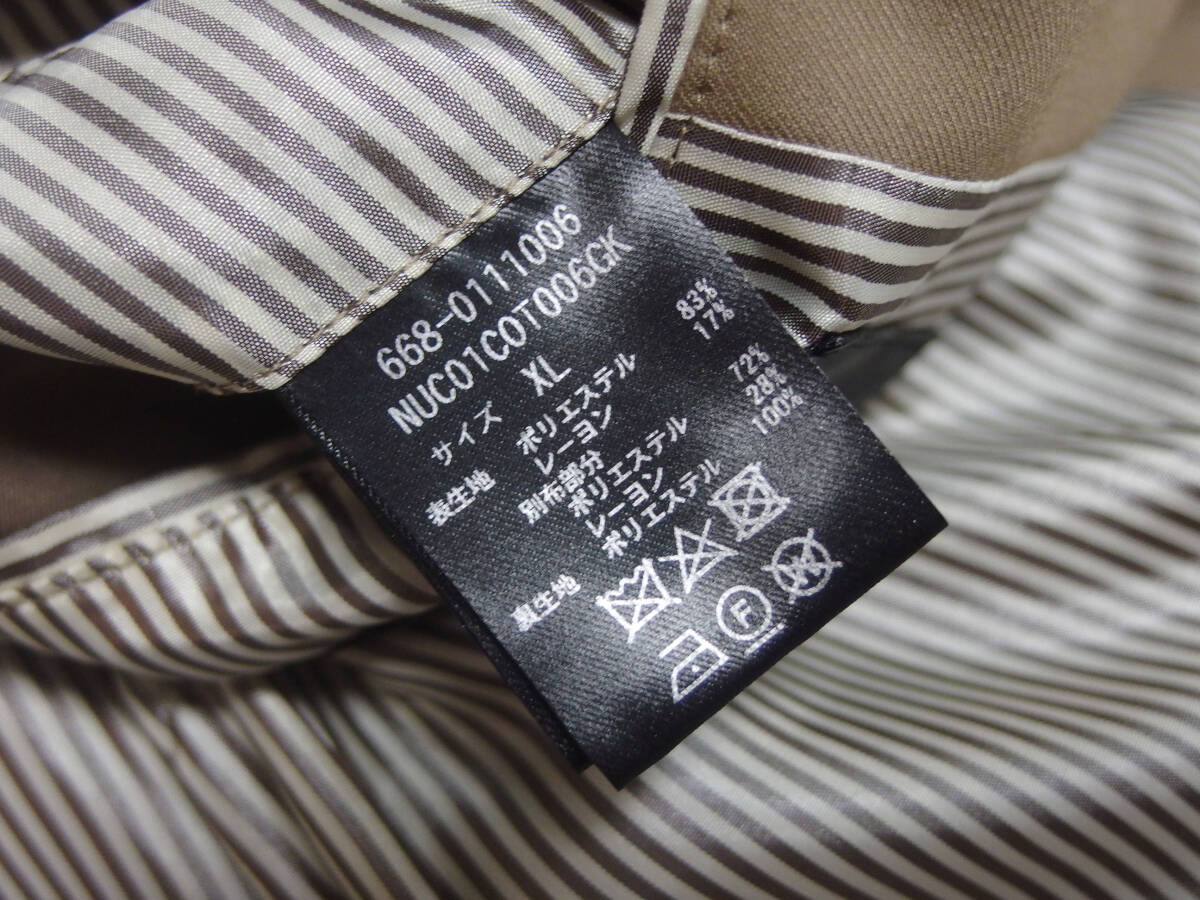 668-0111006
NUC01COT006GK
サイズ XL
表生地 ポリエステル 83%
レーヨン 17%
別布部分
ポリエステル 72%
レーヨン 28%
裏生地 ポリエステル 100%
F